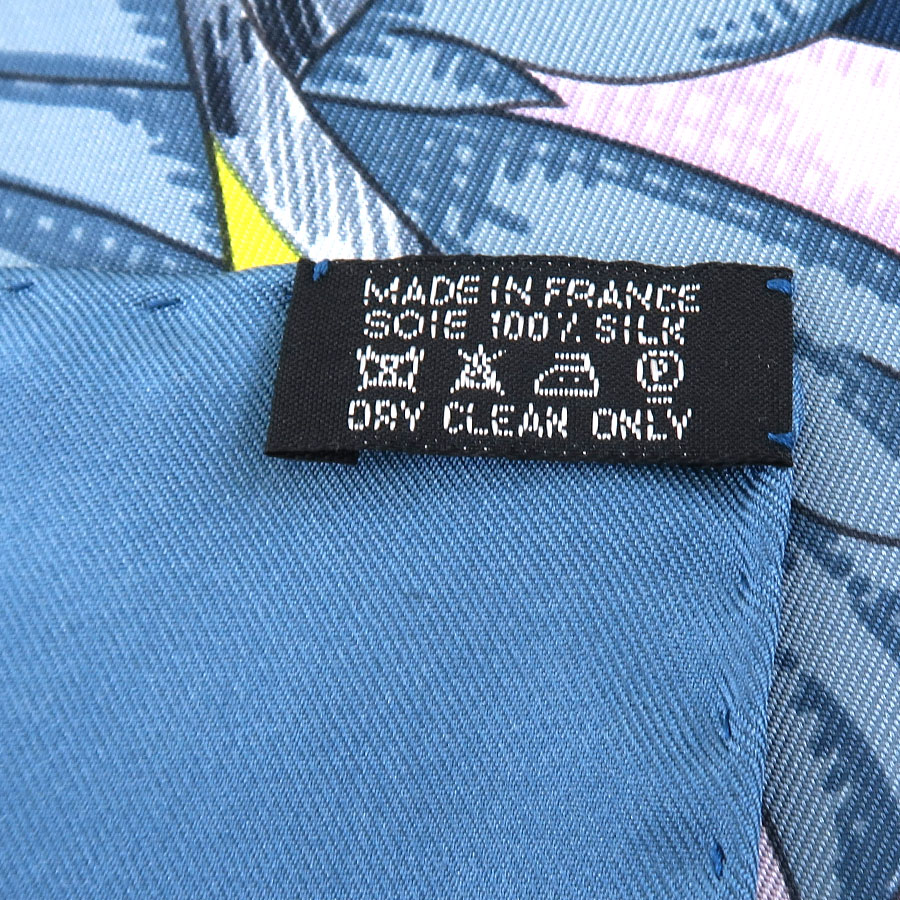 MADE IN FRANCE
SOIE 100% SILK
DRY CLEAN ONLY